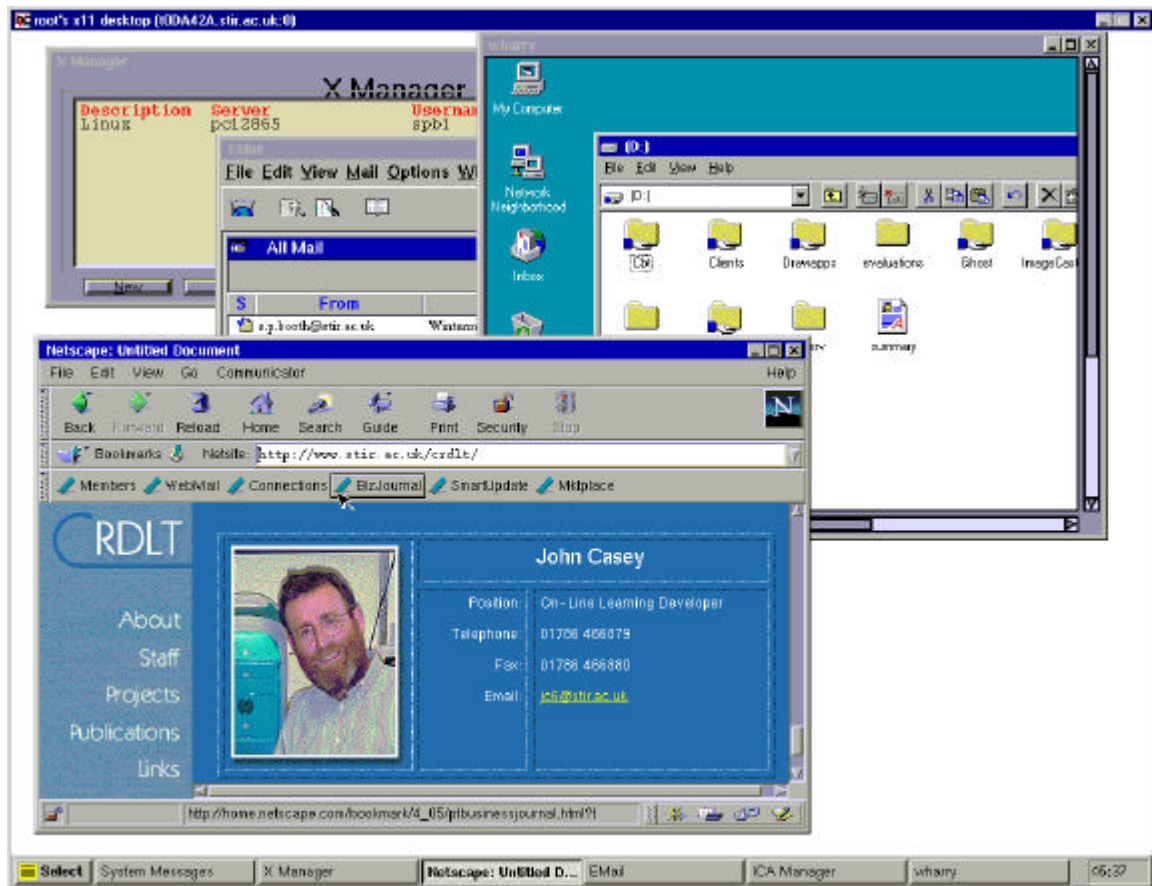 root's x11 desktop (t0DA42A.stir.ac.uk:0)
X Manager
X Manager
Description Server
Linux pc12865 spb1
New
EMail
File Edit View Mail Options
All Mail
S From
s.p.booth@stir.ac.uk
wharry
My Computer
Network
Neighborhood
Inbox
(D:)
File Edit View Help
(D:)
Clients Drawapps evaluations Ghost
summary
Netscape: Untitled Document
File Edit View Go Communicator Help
Back Forward Reload Home Search Guide Print Security Stop
Bookmarks Netsite: http://www.stir.ac.uk/crdlt/
Members WebMail Connections BizJournal SmartUpdate Mktplace
CRDLT
About
Staff
Projects
Publications
Links
John Casey
Position: On-Line Learning Developer
Telephone: 01786 466879
Fax: 01786 466880
Email: jc6@stir.ac.uk
http://home.netscape.com/bookmark/4_05/ptbusinessjournal.html?t
Select System Messages X Manager Netscape: Untitled D... EMail ICA Manager wharry